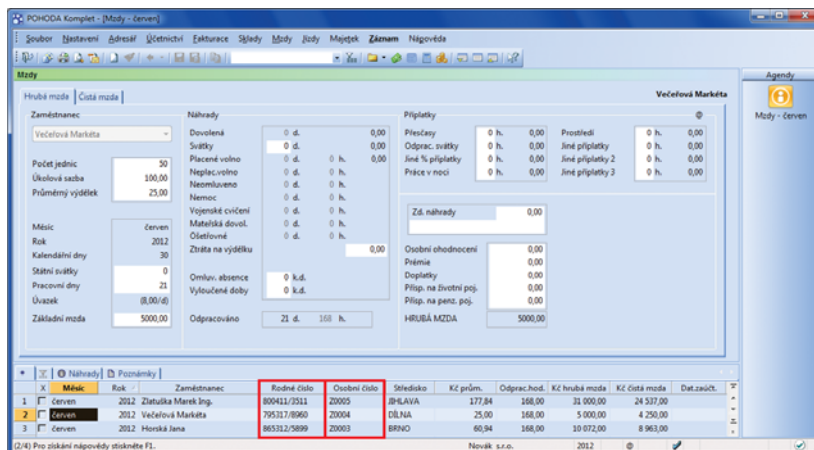 POHODA Komplet - [Mzdy - červen]
Soubor Nastavení Adresář Účetnictví Fakturace Sklady Mzdy Jízdy Majetek Záznam Nápověda
Mzdy
Agendy
Hrubá mzda Čistá mzda Večeřová Markéta
Mzdy - červen
Zaměstnanec
Večeřová Markéta
Počet jednic 50
Úkolová sazba 100,00
Průměrný výdělek 25,00
Měsíc červen
Rok 2012
Kalendářní dny 30
Státní svátky 0
Pracovní dny 21
Úvazek (8,00/d)
Základní mzda 5000,00
Náhrady
Dovolená 0 d. 0,00
Svátky 0 d. 0,00
Placené volno 0 d. 0 h. 0,00
Neplac.volno 0 d. 0 h.
Neomluveno 0 d. 0 h.
Nemoc 0 d. 0 h.
Vojenské cvičení 0 d. 0 h.
Mateřská dovol. 0 d. 0 h.
Ošetřovné 0 d. 0 h.
Ztráta na výdělku 0,00
Omluv. absence 0 k.d.
Vyloučené doby 0 k.d.
Odpracováno 21 d. 168 h.
Příplatky @
Přesčasy 0 h. 0,00 Prostředí 0 h. 0,00
Odprac. svátky 0 h. 0,00 Jiné příplatky 0 h. 0,00
Jiné % příplatky 0 h. 0,00 Jiné příplatky 2 0 h. 0,00
Práce v noci 0 h. 0,00 Jiné příplatky 3 0 h. 0,00
Zd. náhrady 0,00
Osobní ohodnocení 0,00
Prémie 0,00
Doplatky 0,00
Přísp. na životní poj. 0,00
Přísp. na penz. poj. 0,00
HRUBÁ MZDA 5000,00
* Náhrady Poznámky
X Měsíc Rok Zaměstnanec Rodné číslo Osobní číslo Středisko Kč prům. Odprac.hod. Kč hrubá mzda Kč čistá mzda Dat.zaúčt.
1 červen 2012 Zlatuška Marek Ing. 800411/3511 Z0005 JIHLAVA 177,84 168,00 31 000,00 24 537,00
2 červen 2012 Večeřová Markéta 795317/8960 Z0004 DÍLNA 25,00 168,00 5 000,00 4 250,00
3 červen 2012 Horská Jana 865312/5899 Z0003 BRNO 60,94 168,00 10 072,00 8 963,00
(2/4) Pro získání nápovědy stiskněte F1. Novák s.r.o. 2012 @